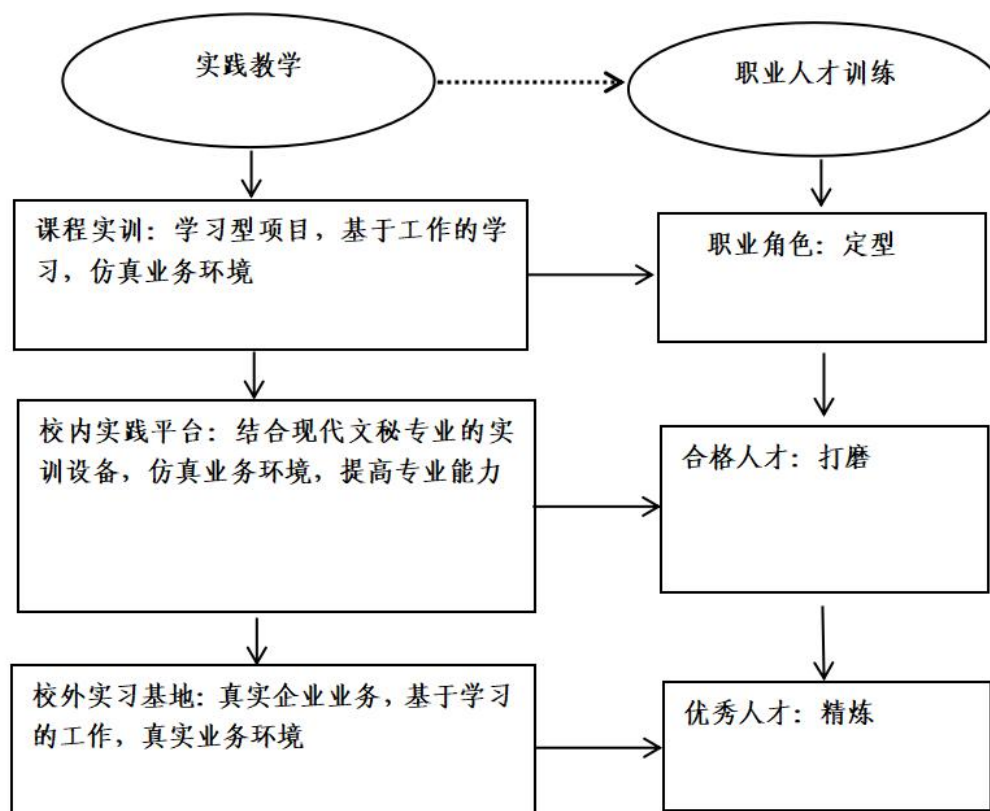 实践教学
职业人才训练
课程实训：学习型项目，基于工作的学
习，仿真业务环境
职业角色：定型
校内实践平台：结合现代文秘专业的实
训设备，仿真业务环境，提高专业能力
合格人才：打磨
校外实习基地：真实企业业务，基于学习
的工作，真实业务环境
优秀人才：精炼